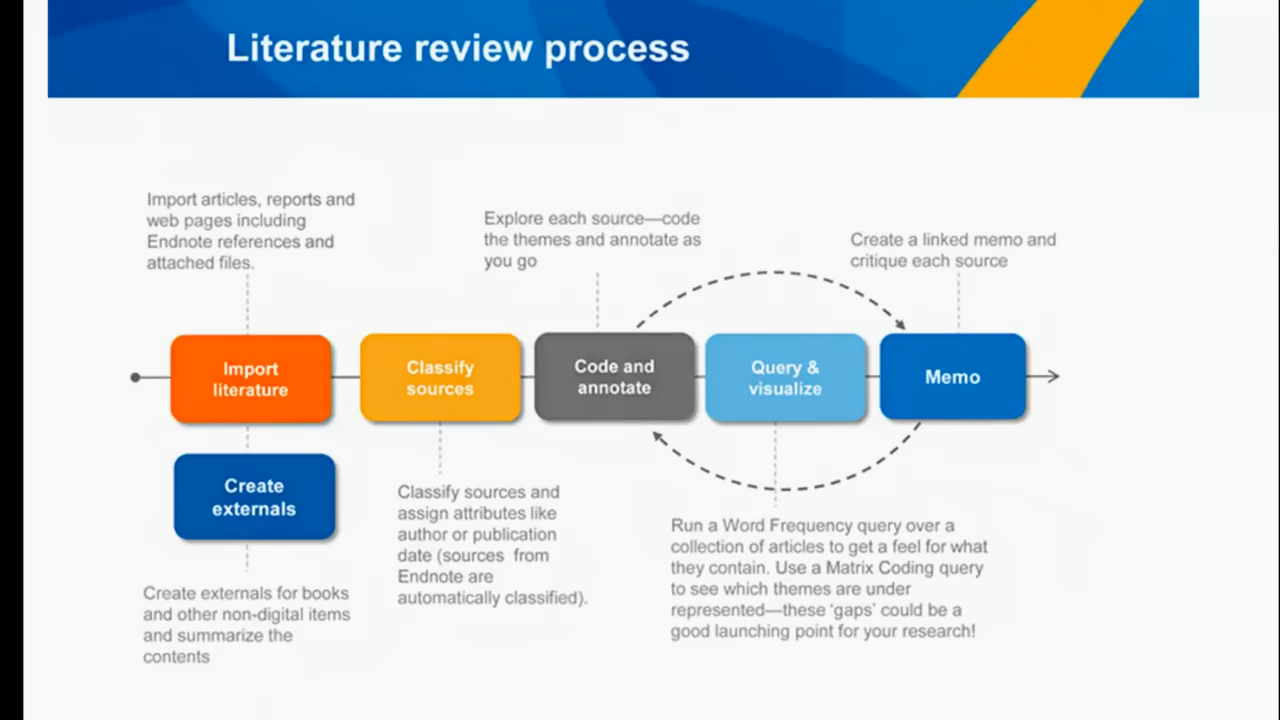 Literature review process
Import articles, reports and
web pages including
Endnote references and
attached files.
Explore each source—code
the themes and annotate as
you go
Create a linked memo and
critique each source
Import
literature
Classify
sources
Code and
annotate
Query &
visualize
Memo
Create
externals
Classify sources and
assign attributes like
author or publication
date (sources from
Endnote are
automatically classified).
Run a Word Frequency query over a
collection of articles to get a feel for what
they contain. Use a Matrix Coding query
to see which themes are under
represented—these ‘gaps’ could be a
good launching point for your research!
Create externals for books
and other non-digital items
and summarize the
contents